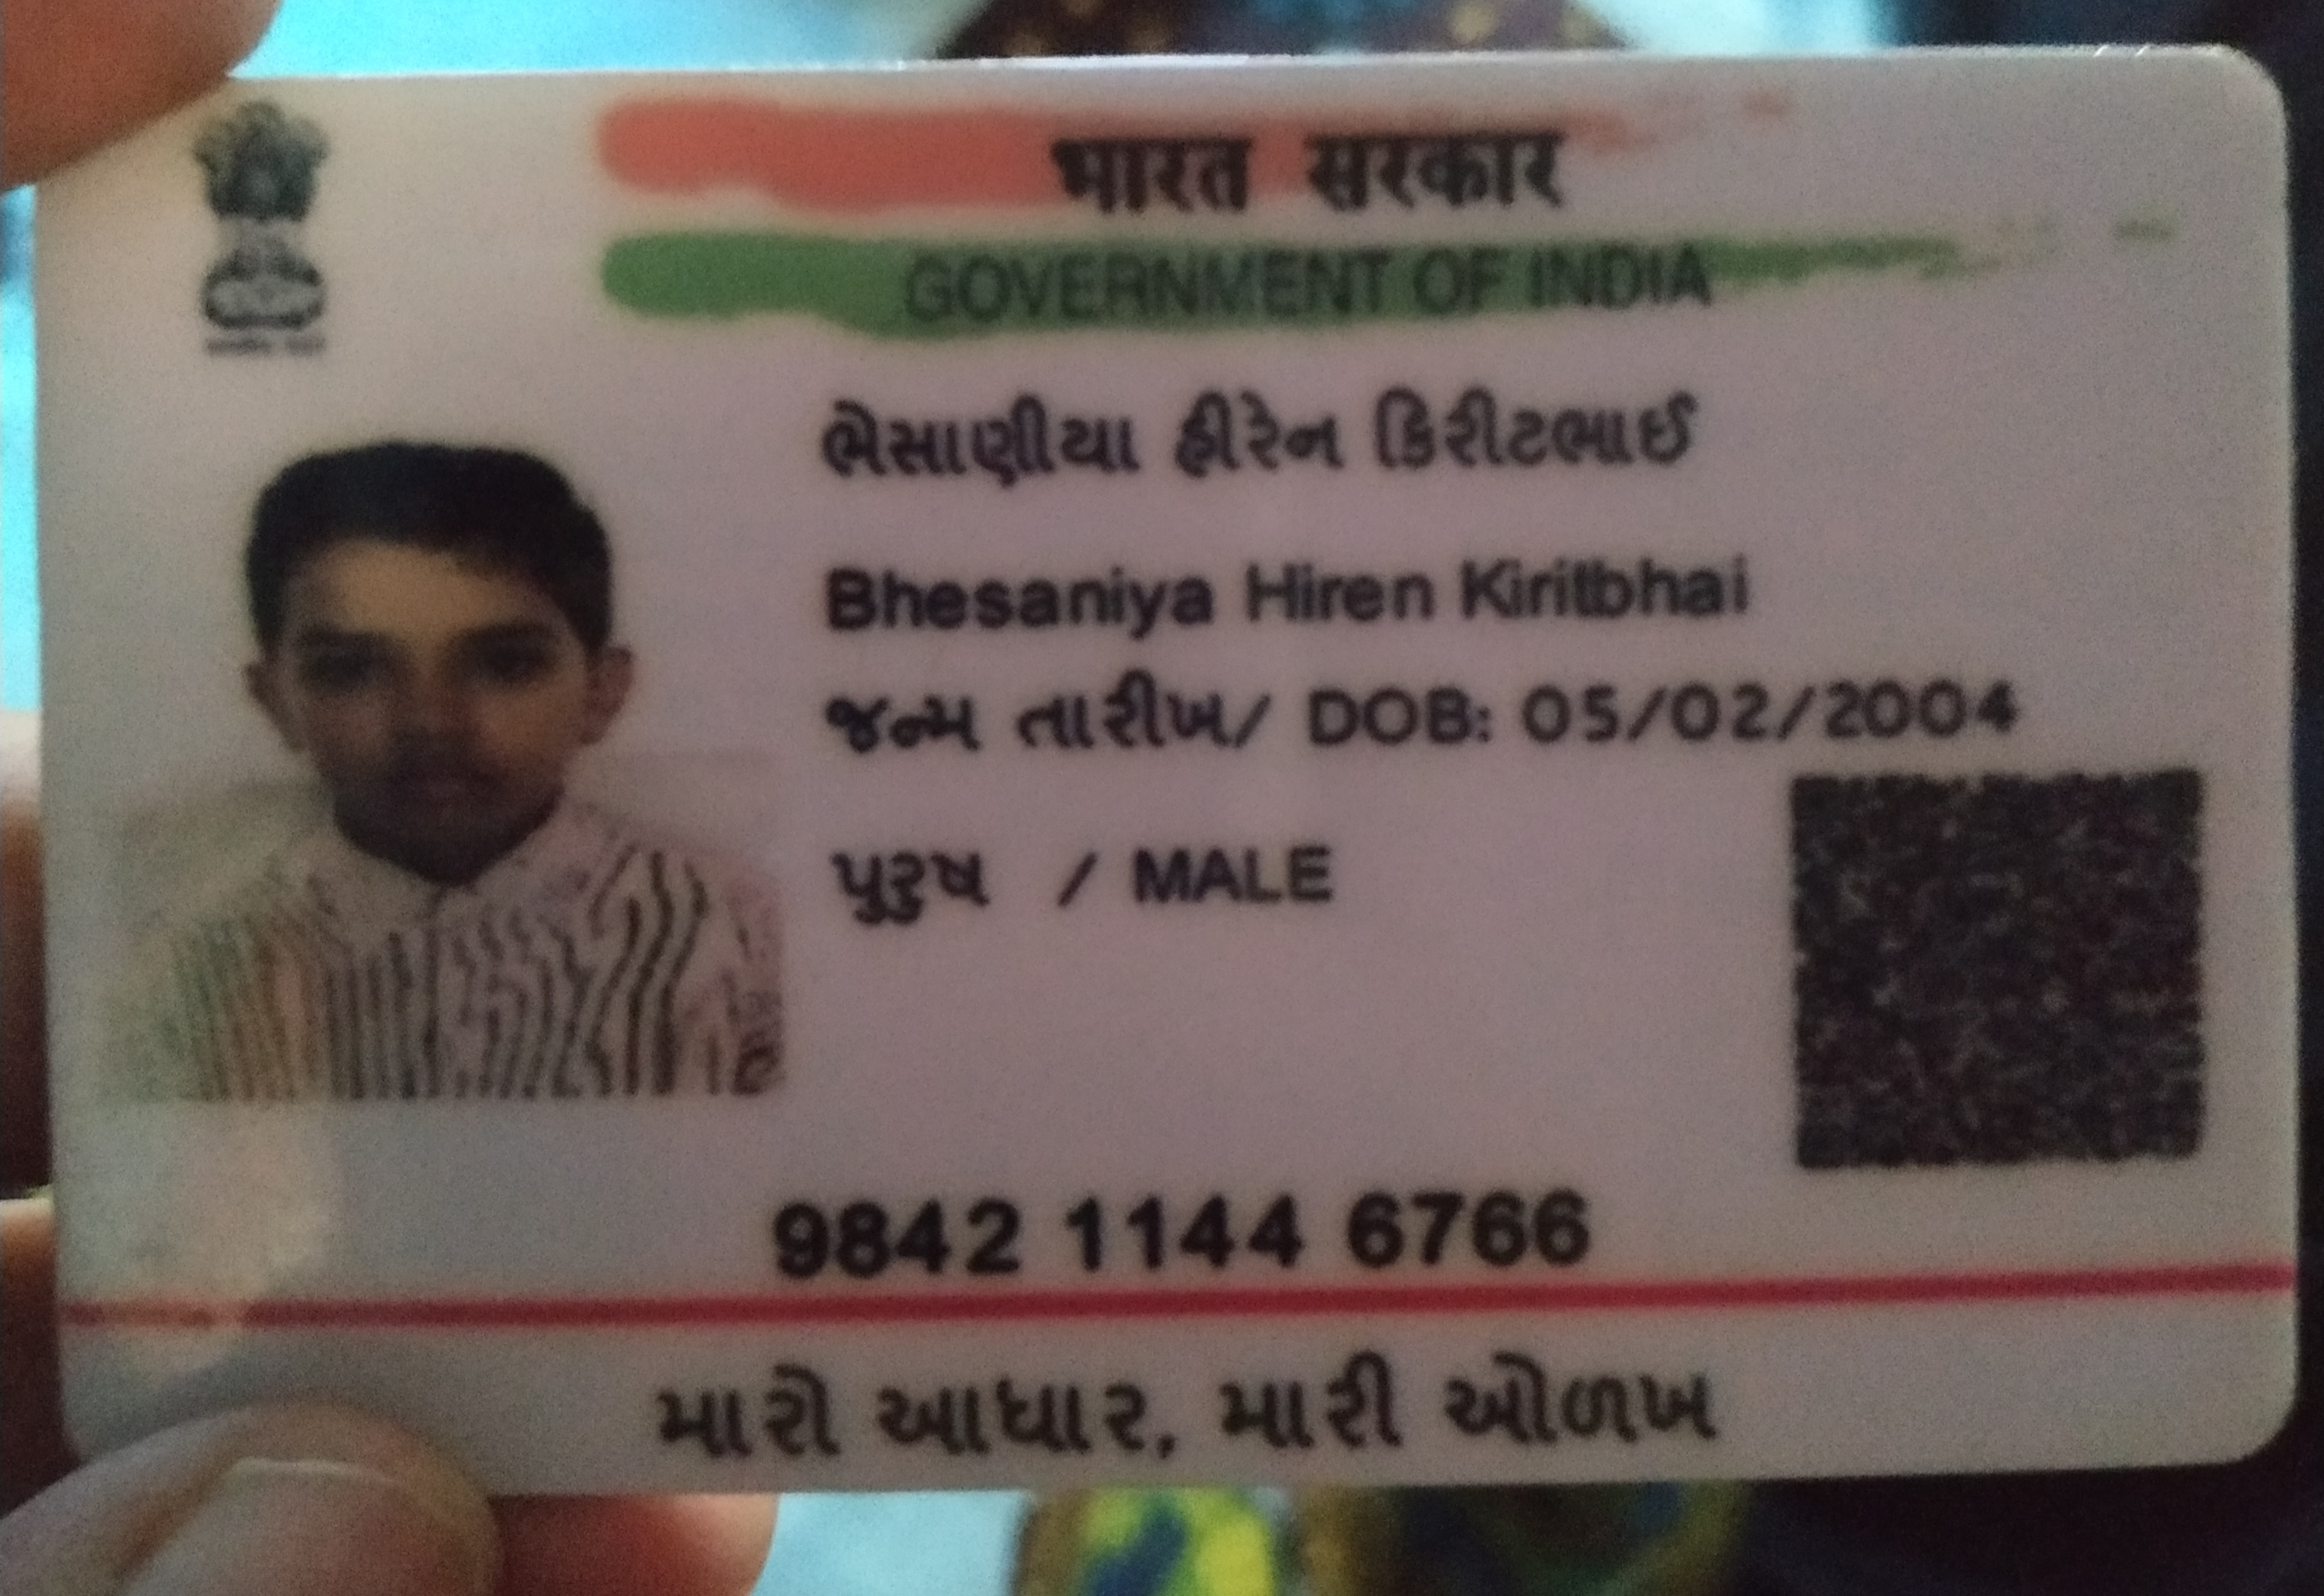 भारत सरकार
GOVERNMENT OF INDIA
ભેસાણીયા હીરેન કિરીટભાઈ
Bhesaniya Hiren Kiritbhai
જન્મ તારીખ/ DOB: 05/02/2004
પુરુષ / MALE
9842 1144 6766
મારો આધાર, મારી ઓળખ